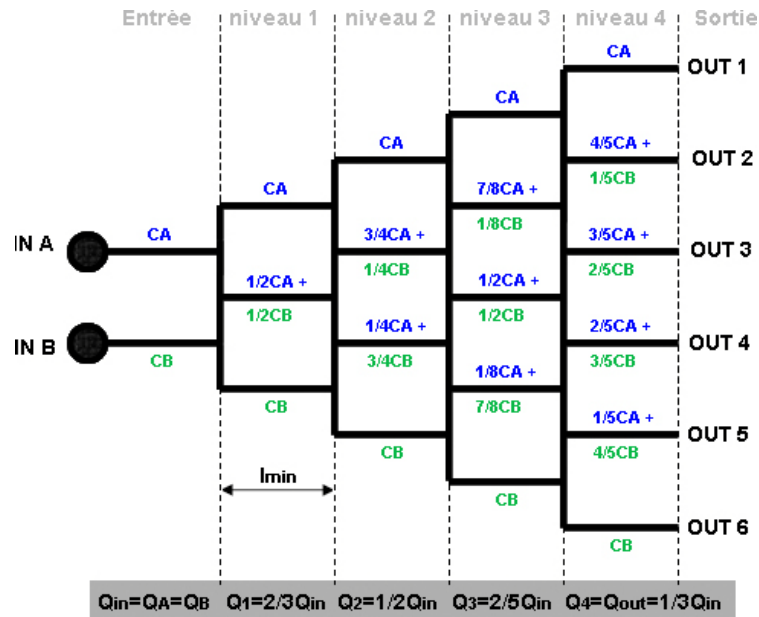 Entrée niveau 1 niveau 2 niveau 3 niveau 4 Sortie
CA OUT 1
CA
CA 4/5CA + OUT 2
1/5CB
CA 7/8CA +
1/8CB
IN A CA 3/4CA + 3/5CA + OUT 3
1/4CB 2/5CB
1/2CA + 1/2CA +
1/2CB 1/2CB
IN B 1/4CA + 2/5CA + OUT 4
CB 3/4CB 3/5CB
1/8CA +
CB 7/8CB
1/5CA + OUT 5
CB 4/5CB
lmin
CB
OUT 6
CB
Qin=QA=QB Q1=2/3Qin Q2=1/2Qin Q3=2/5Qin Q4=Qout=1/3Qin